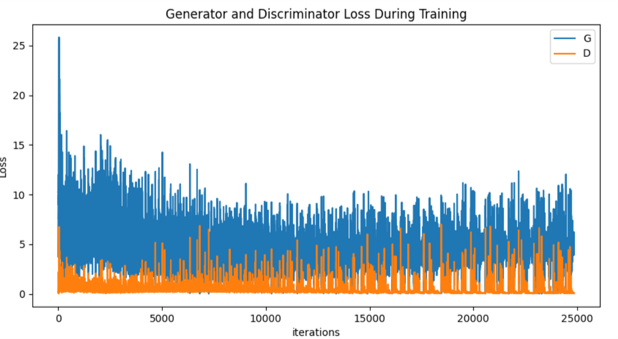 Generator and Discriminator Loss During Training
G
D
25
20
15
10
5
0
Loss
0 5000 10000 15000 20000 25000
iterations